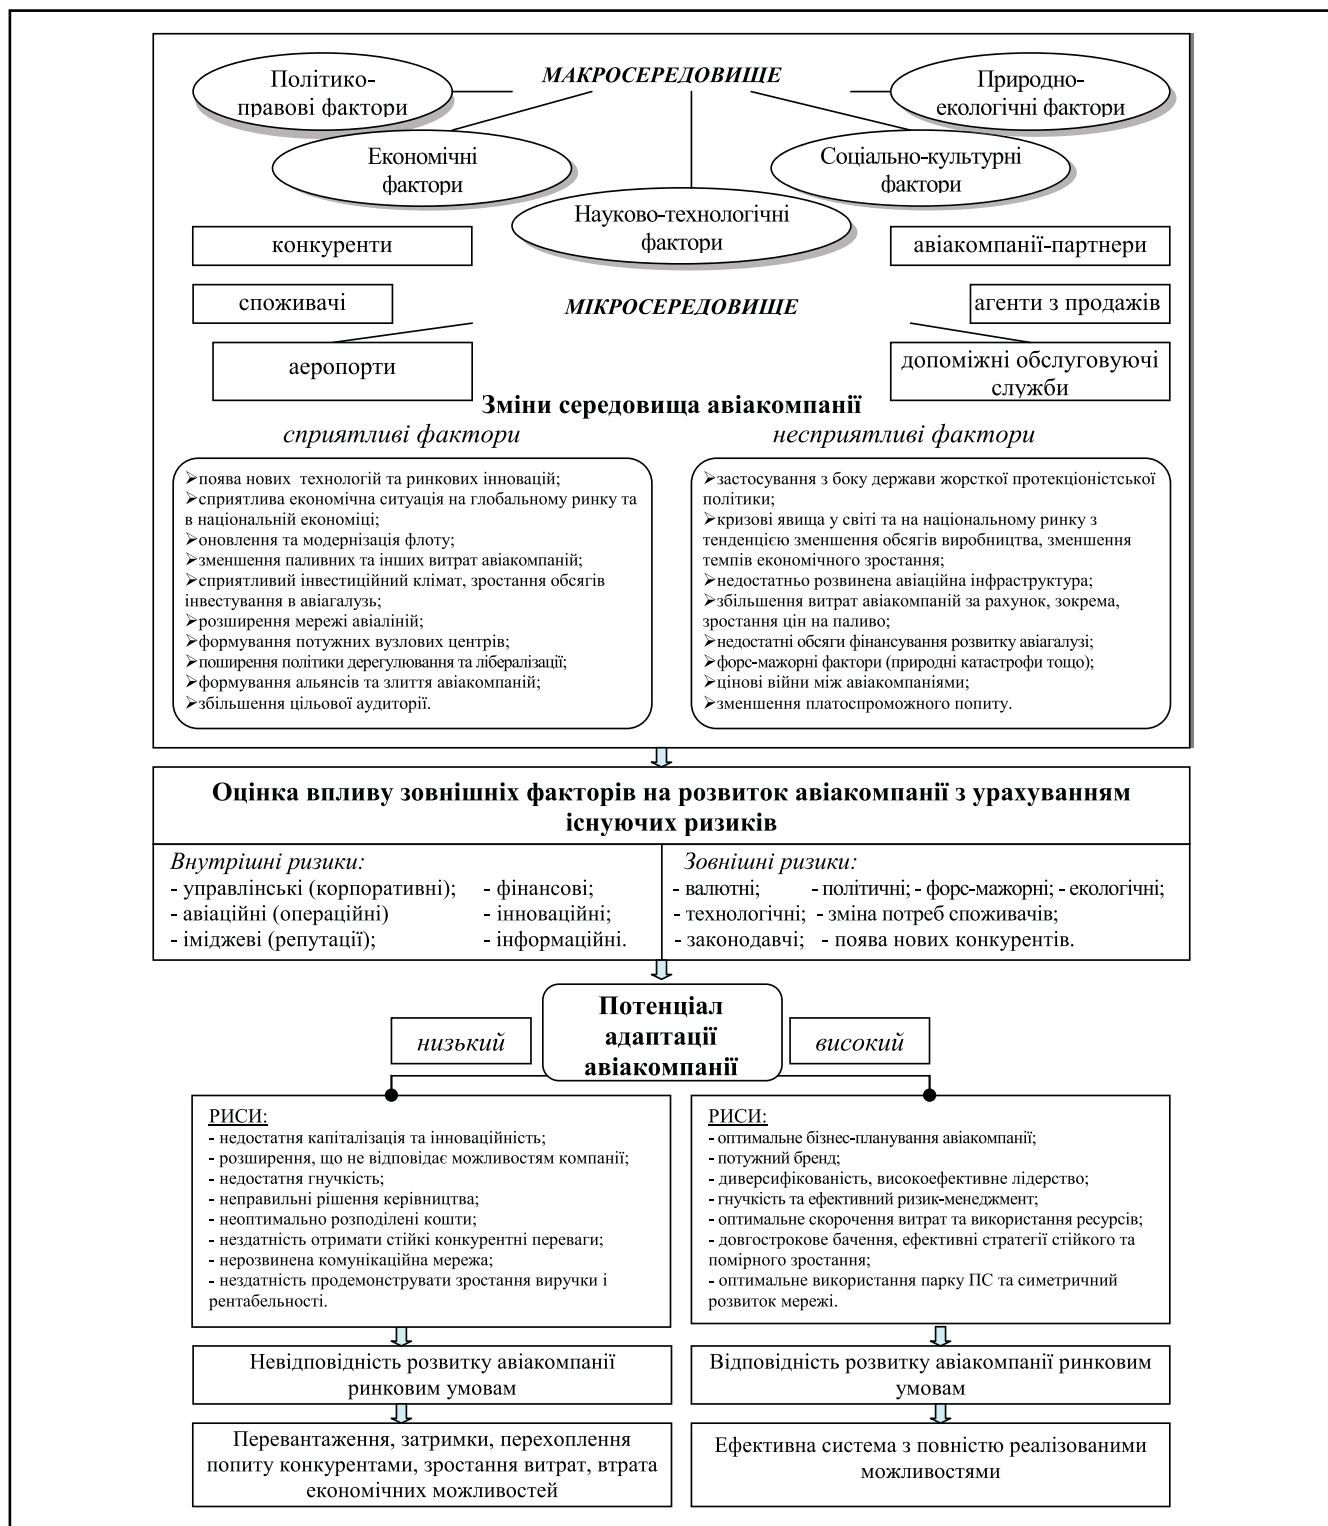 МАКРОСЕРЕДОВИЩЕ
Політико-
правові фактори
Природно-
екологічні фактори
Економічні
фактори
Соціально-культурні
фактори
Науково-технологічні
фактори
конкуренти
авіакомпанії-партнери
споживачі
МІКРОСЕРЕДОВИЩЕ
агенти з продажів
аеропорти
допоміжні обслуговуючі
служби
Зміни середовища авіакомпанії
сприятливі фактори
несприятливі фактори
➢поява нових технологій та ринкових інновацій;
➢сприятлива економічна ситуація на глобальному ринку та
в національній економіці;
➢оновлення та модернізація флоту;
➢зменшення паливних та інших витрат авіакомпаній;
➢сприятливий інвестиційний клімат, зростання обсягів
інвестування в авіагалузь;
➢розширення мережі авіаліній;
➢формування потужних вузлових центрів;
➢поширення політики дерегулювання та лібералізації;
➢формування альянсів та злиття авіакомпаній;
➢збільшення цільової аудиторії.
➢застосування з боку держави жорсткої протекціоністської
політики;
➢кризові явища у світі та на національному ринку з
тенденцією зменшення обсягів виробництва, зменшення
темпів економічного зростання;
➢недостатньо розвинена авіаційна інфраструктура;
➢збільшення витрат авіакомпаній за рахунок, зокрема,
зростання цін на паливо;
➢недостатні обсяги фінансування розвитку авіагалузі;
➢форс-мажорні фактори (природні катастрофи тощо);
➢цінові війни між авіакомпаніями;
➢зменшення платоспроможного попиту.
Оцінка впливу зовнішніх факторів на розвиток авіакомпанії з урахуванням
існуючих ризиків
Внутрішні ризики:
- управлінські (корпоративні); - фінансові;
- авіаційні (операційні) - інноваційні;
- іміджеві (репутації); - інформаційні.
Зовнішні ризики:
- валютні; - політичні; - форс-мажорні; - екологічні;
- технологічні; - зміна потреб споживачів;
- законодавчі; - поява нових конкурентів.
Потенціал
адаптації
авіакомпанії
низький
високий
РИСИ:
- недостатня капіталізація та інноваційність;
- розширення, що не відповідає можливостям компанії;
- недостатня гнучкість;
- неправильні рішення керівництва;
- неоптимально розподілені кошти;
- нездатність отримати стійкі конкурентні переваги;
- нерозвинена комунікаційна мережа;
- нездатність продемонструвати зростання виручки і
рентабельності.
РИСИ:
- оптимальне бізнес-планування авіакомпанії;
- потужний бренд;
- диверсифікованість, високоефективне лідерство;
- гнучкість та ефективний ризик-менеджмент;
- оптимальне скорочення витрат та використання ресурсів;
- довгострокове бачення, ефективні стратегії стійкого та
помірного зростання;
- оптимальне використання парку ПС та симетричний
розвиток мережі.
Невідповідність розвитку авіакомпанії
ринковим умовам
Відповідність розвитку авіакомпанії ринковим
умовам
Перевантаження, затримки, перехоплення
попиту конкурентами, зростання витрат, втрата
економічних можливостей
Ефективна система з повністю реалізованими
можливостями